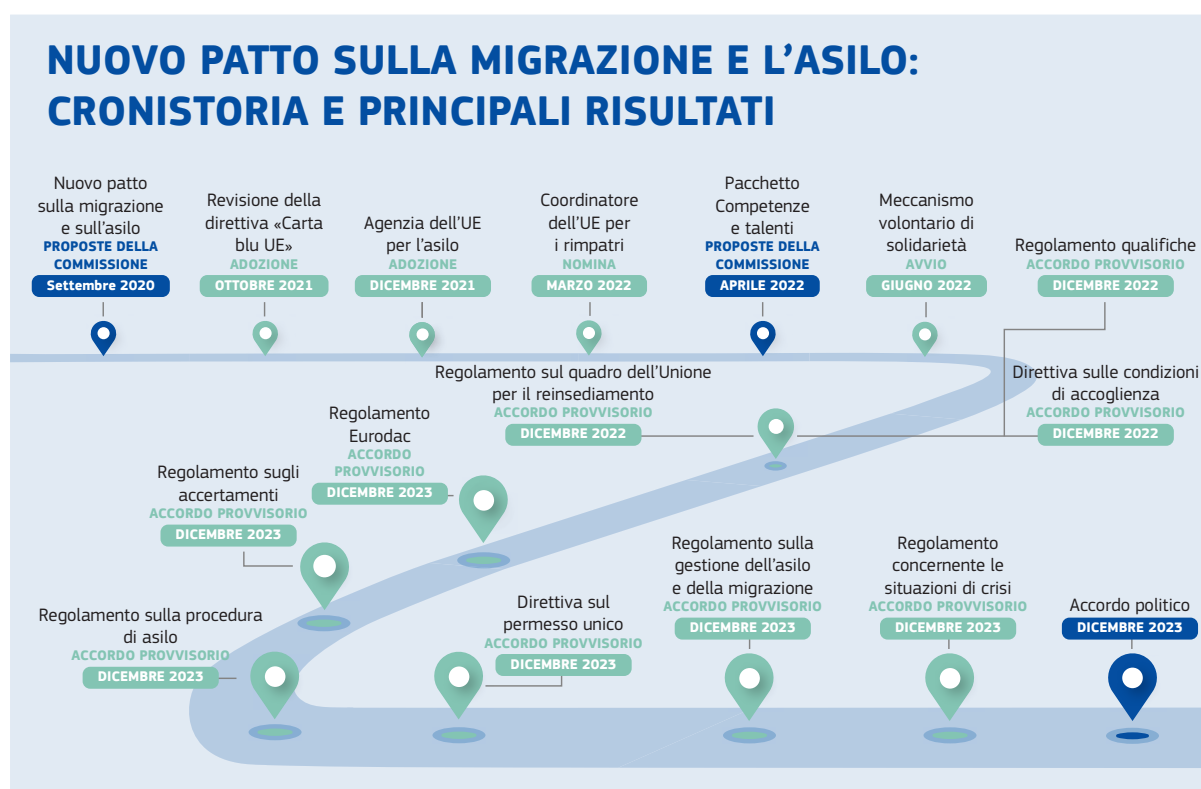 NUOVO PATTO SULLA MIGRAZIONE E L'ASILO:
CRONISTORIA E PRINCIPALI RISULTATI
Nuovo patto
sulla migrazione
e sull'asilo
PROPOSTE DELLA
COMMISSIONE
Settembre 2020
Revisione della
direttiva «Carta
blu UE»
ADOZIONE
OTTOBRE 2021
Agenzia dell'UE
per l'asilo
ADOZIONE
DICEMBRE 2021
Coordinatore
dell'UE per
i rimpatri
NOMINA
MARZO 2022
Pacchetto
Competenze
e talenti
PROPOSTE DELLA
COMMISSIONE
APRILE 2022
Meccanismo
volontario di
solidarietà
AVVIO
GIUGNO 2022
Regolamento qualifiche
ACCORDO PROVVISORIO
DICEMBRE 2022
Regolamento sul quadro dell'Unione
per il reinsediamento
ACCORDO PROVVISORIO
DICEMBRE 2022
Direttiva sulle condizioni
di accoglienza
ACCORDO PROVVISORIO
DICEMBRE 2022
Regolamento
Eurodac
ACCORDO
PROVVISORIO
DICEMBRE 2023
Regolamento sugli
accertamenti
ACCORDO PROVVISORIO
DICEMBRE 2023
Regolamento sulla procedura
di asilo
ACCORDO PROVVISORIO
DICEMBRE 2023
Direttiva sul
permesso unico
ACCORDO PROVVISORIO
DICEMBRE 2023
Regolamento sulla
gestione dell'asilo
e della migrazione
ACCORDO PROVVISORIO
DICEMBRE 2023
Regolamento
concernente le
situazioni di crisi
ACCORDO PROVVISORIO
DICEMBRE 2023
Accordo politico
DICEMBRE 2023